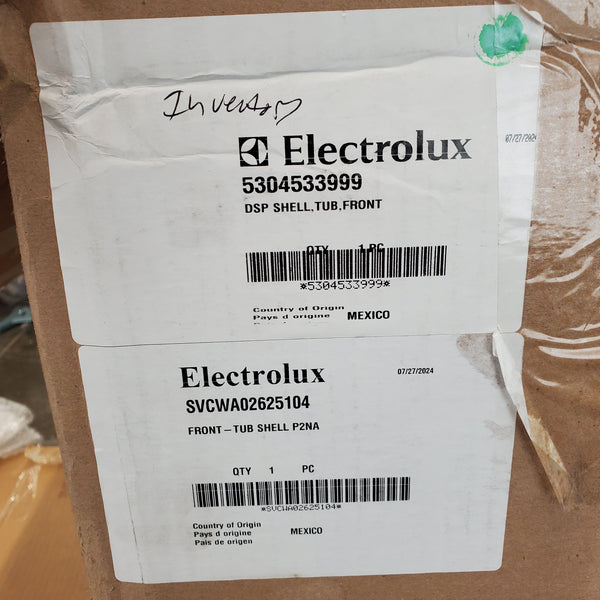 Inventory
Electrolux
07/27/2024
5304533999
DSP SHELL,TUB,FRONT
QTY 1 PC
*5304533999*
Country of Origin
Pays d origine MEXICO
Electrolux
07/27/2024
SVCWA02625104
FRONT-TUB SHELL P2NA
QTY 1 PC
*SVCWA02625104*
Country of Origin
Pays d origine MEXICO
Pais de origen